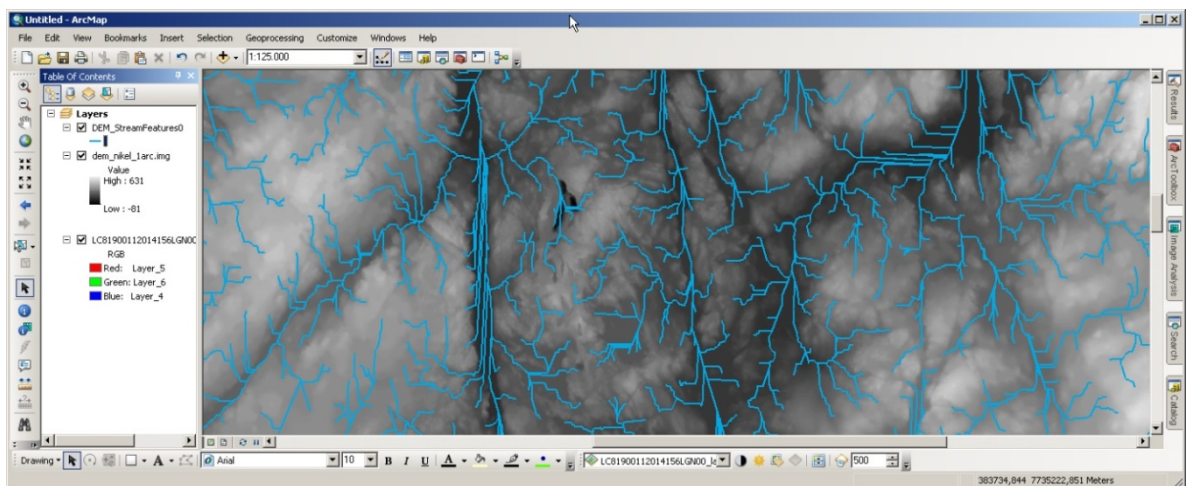 Untitled - ArcMap
File Edit View Bookmarks Insert Selection Geoprocessing Customize Windows Help
1:125.000
Table Of Contents
Layers
DEM_StreamFeatures0
dem_nikel_1arc.img
Value
High : 631
Low : -81
LC81900112014156LGN00
RGB
Red: Layer_5
Green: Layer_6
Blue: Layer_4
Results
ArcToolbox
Image Analysis
Search
Catalog
Drawing
A
Arial
10
B I U A
LC81900112014156LGN00_la
500
383734,844 7735222,851 Meters